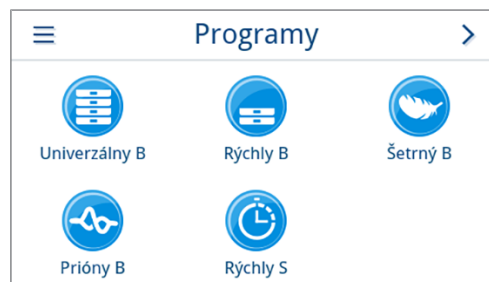 Programy
Univerzálny B
Rýchly B
Šetrný B
Prióny B
Rýchly S